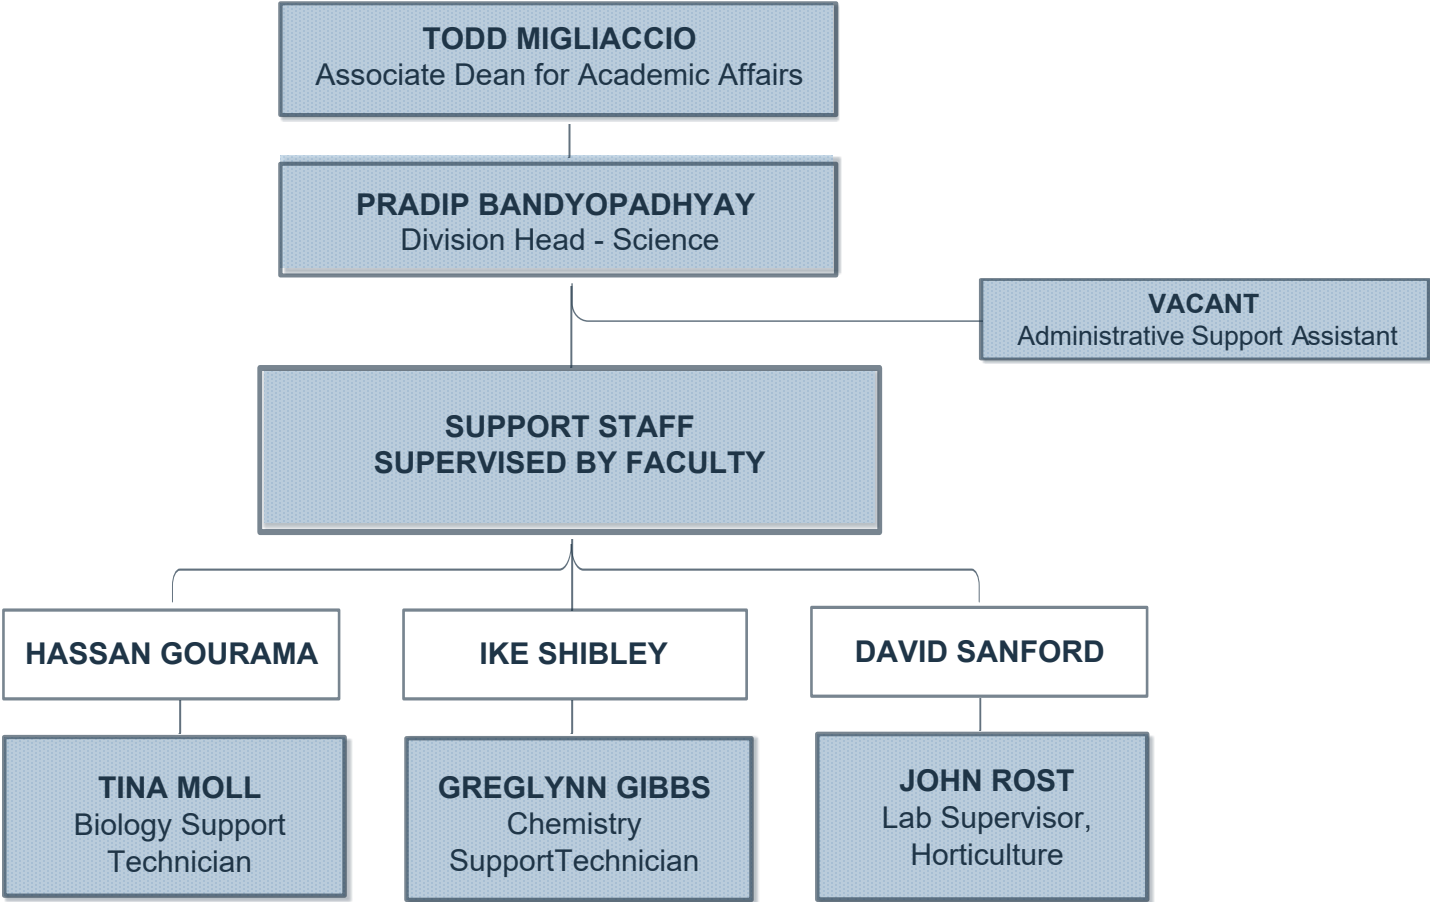 TODD MIGLIACCIO
Associate Dean for Academic Affairs
PRADIP BANDYOPADHYAY
Division Head - Science
VACANT
Administrative Support Assistant
SUPPORT STAFF
SUPERVISED BY FACULTY
HASSAN GOURAMA
IKE SHIBLEY
DAVID SANFORD
TINA MOLL
Biology Support
Technician
GREGLYNN GIBBS
Chemistry
SupportTechnician
JOHN ROST
Lab Supervisor,
Horticulture